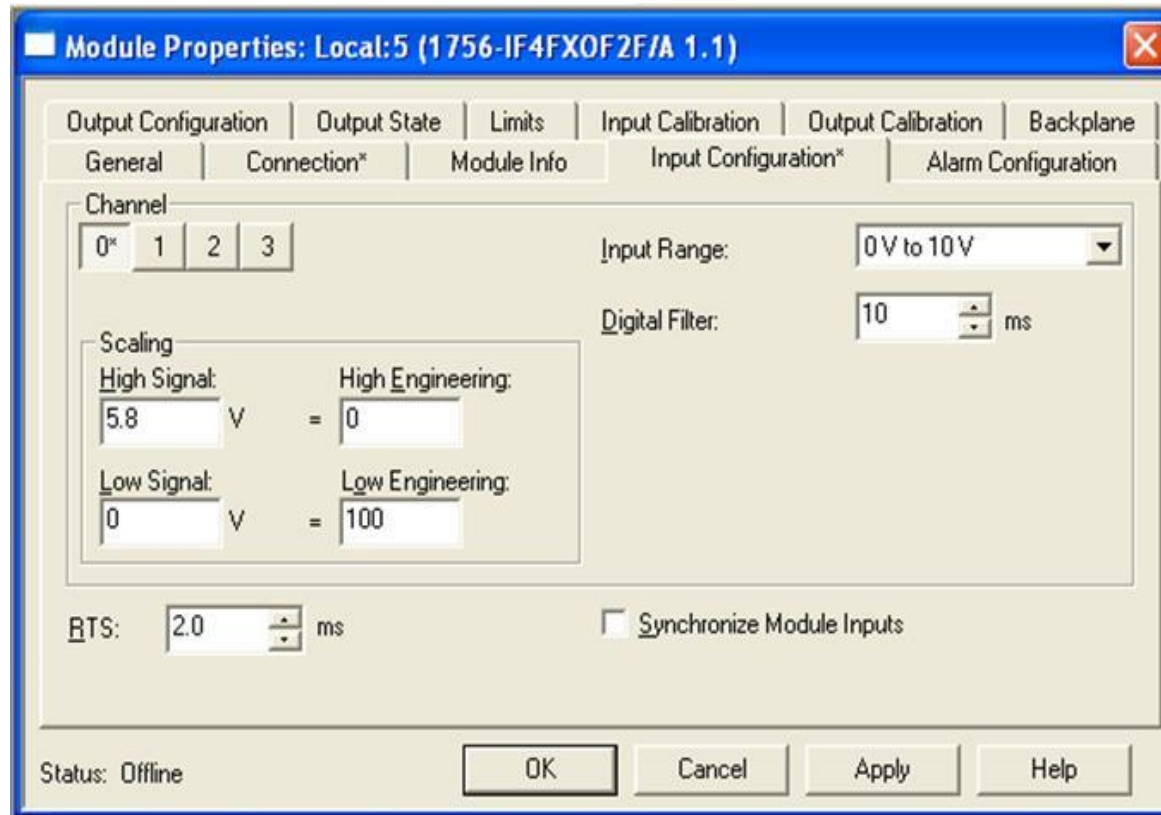 Module Properties: Local:5 (1756-IF4FXOF2F/A 1.1)
Output Configuration Output State Limits Input Calibration Output Calibration Backplane
General Connection* Module Info Input Configuration* Alarm Configuration
Channel
0* 1 2 3
Input Range: 0 V to 10 V
Digital Filter: 10 ms
Scaling
High Signal: High Engineering:
5.8 V = 0
Low Signal: Low Engineering:
0 V = 100
RTS: 2.0 ms Synchronize Module Inputs
Status: Offline OK Cancel Apply Help